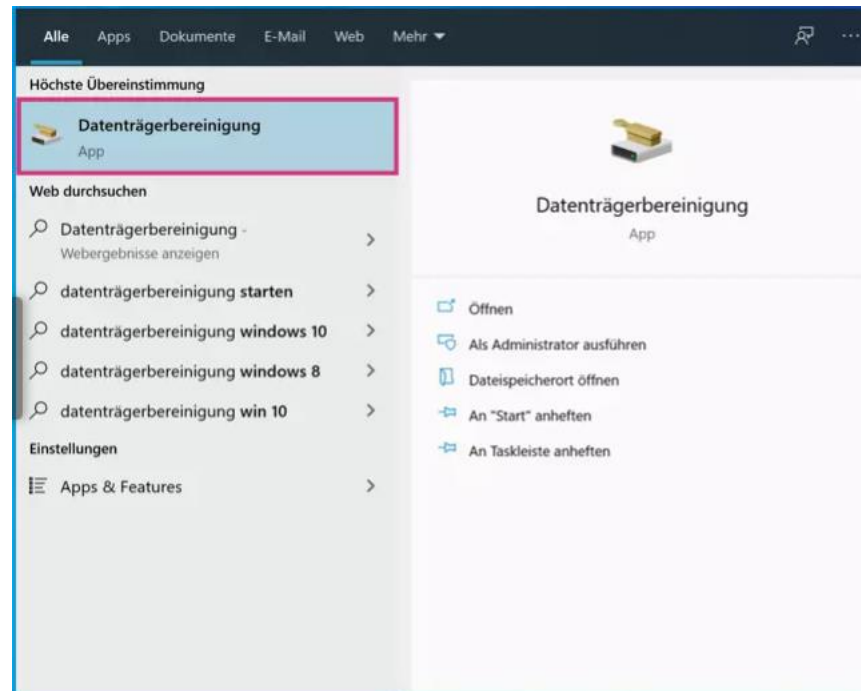 Alle Apps Dokumente E-Mail Web Mehr
Höchste Übereinstimmung
Datenträgerbereinigung
App
Web durchsuchen
Datenträgerbereinigung -
Webergebnisse anzeigen
datenträgerbereinigung starten
datenträgerbereinigung windows 10
datenträgerbereinigung windows 8
datenträgerbereinigung win 10
Einstellungen
Apps & Features
Datenträgerbereinigung
App
Öffnen
Als Administrator ausführen
Dateispeicherort öffnen
An "Start" anheften
An Taskleiste anheften